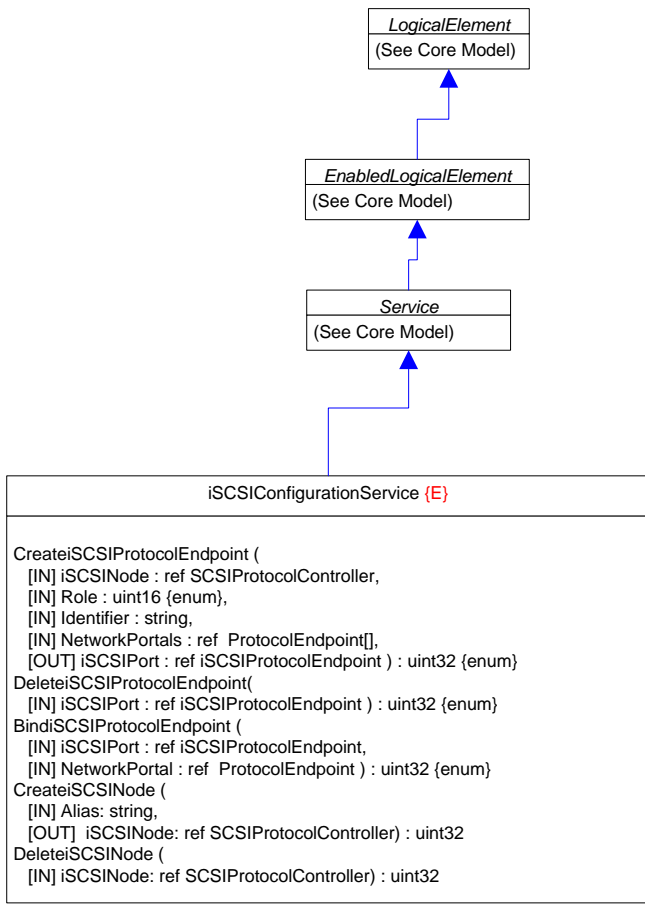 LogicalElement
(See Core Model)
EnabledLogicalElement
(See Core Model)
Service
(See Core Model)
iSCSIConfigurationService {E}
CreateiSCSIProtocolEndpoint (
[IN] iSCSINode : ref SCSIProtocolController,
[IN] Role : uint16 {enum},
[IN] Identifier : string,
[IN] NetworkPortals : ref ProtocolEndpoint[],
[OUT] iSCSIPort : ref iSCSIProtocolEndpoint ) : uint32 {enum}
DeleteiSCSIProtocolEndpoint(
[IN] iSCSIPort : ref iSCSIProtocolEndpoint ) : uint32 {enum}
BindiSCSIProtocolEndpoint (
[IN] iSCSIPort : ref iSCSIProtocolEndpoint,
[IN] NetworkPortal : ref ProtocolEndpoint ) : uint32 {enum}
CreateiSCSINode (
[IN] Alias: string,
[OUT] iSCSINode: ref SCSIProtocolController) : uint32
DeleteiSCSINode (
[IN] iSCSINode: ref SCSIProtocolController) : uint32